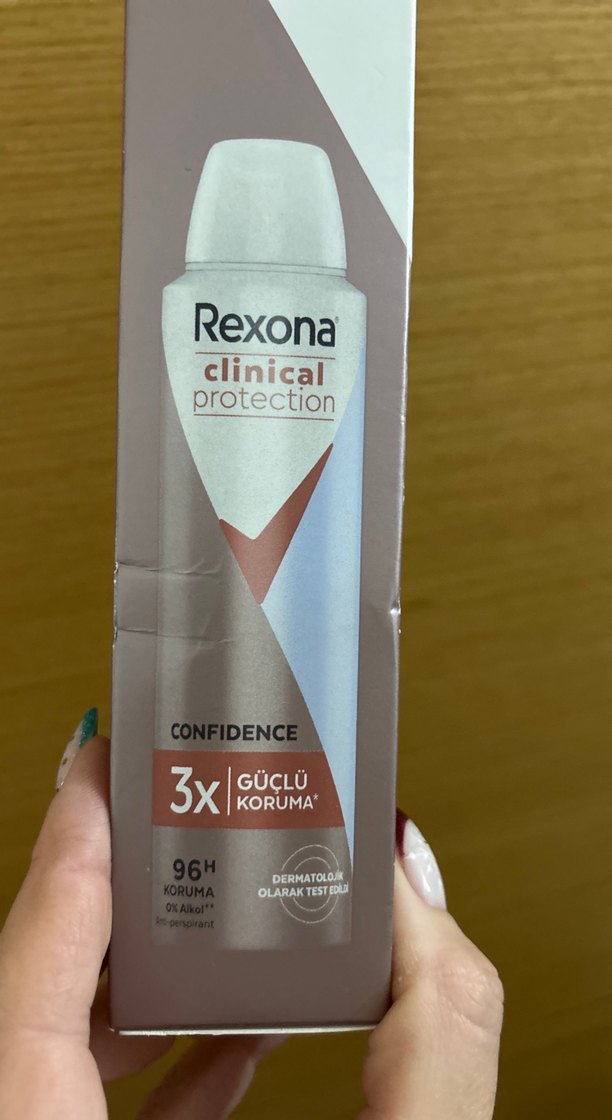 Rexona®
clinical
protection
CONFIDENCE
3x
GÜÇLÜ
KORUMA*
96H
KORUMA
0% Alkol**
Anti-perspirant
DERMATOLOJİK
OLARAK TEST EDİLDİ